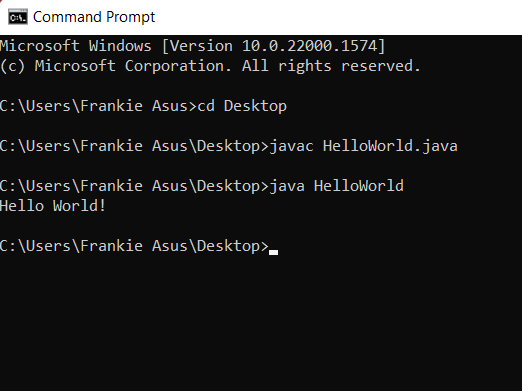 Command Prompt
Microsoft Windows [Version 10.0.22000.1574]
(c) Microsoft Corporation. All rights reserved.
C:\Users\Frankie Asus>cd Desktop
C:\Users\Frankie Asus\Desktop>javac HelloWorld.java
C:\Users\Frankie Asus\Desktop>java HelloWorld
Hello World!
C:\Users\Frankie Asus\Desktop>